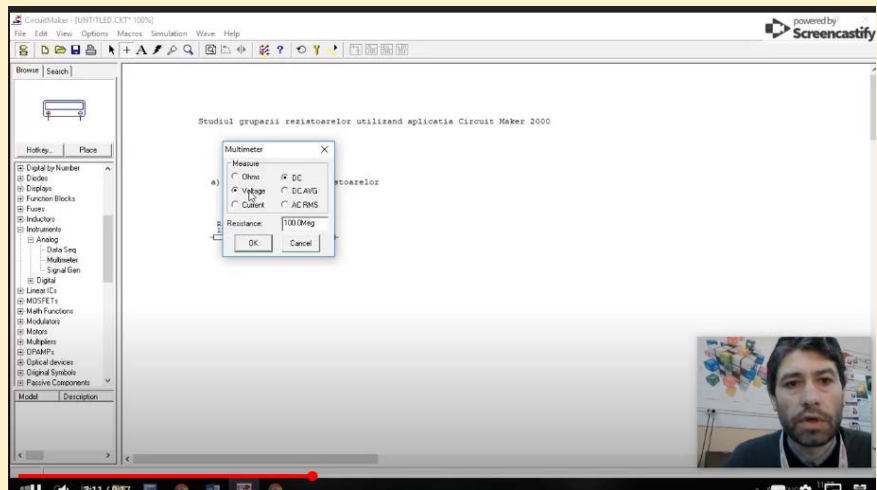 CircuitMaker - [UNTITLED.CKT* 100%]
powered by
Screencastify
File Edit View Options Macros Simulation Wave Help
Browse Search
Studiul gruparii rezistoarelor utilizand aplicatia Circuit Maker 2000
Hotkey... Place
Multimeter
Measure
Ohms DC
Voltage DC AVG
Current AC RMS
Resistance: 100.0Meg
OK Cancel
a)
stoarelor
Digital by Number
Diodes
Displays
Function Blocks
Fuses
Inductors
Instruments
Analog
Data Seq
Multimeter
Signal Gen
Digital
Linear ICs
MOSFETs
Math Functions
Modulators
Motors
Multipliers
OPAMPs
Optical devices
Original Symbols
Passive Components
Model Description